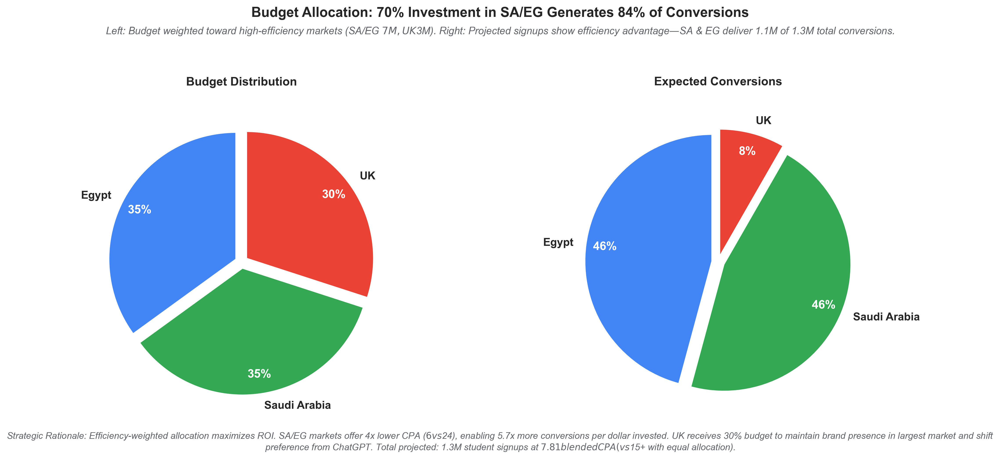 Budget Allocation: 70% Investment in SA/EG Generates 84% of Conversions
Left: Budget weighted toward high-efficiency markets (SA/EG 7M, UK3M). Right: Projected signups show efficiency advantage—SA & EG deliver 1.1M of 1.3M total conversions.
Budget Distribution
UK
30%
Egypt
35%
35%
Saudi Arabia
Expected Conversions
UK
8%
Egypt
46%
46%
Saudi Arabia
Strategic Rationale: Efficiency-weighted allocation maximizes ROI. SA/EG markets offer 4x lower CPA (6vs24), enabling 5.7x more conversions per dollar invested. UK receives 30% budget to maintain brand presence in largest market and shift
preference from ChatGPT. Total projected: 1.3M student signups at 7.81blendedCPA(vs15+ with equal allocation).